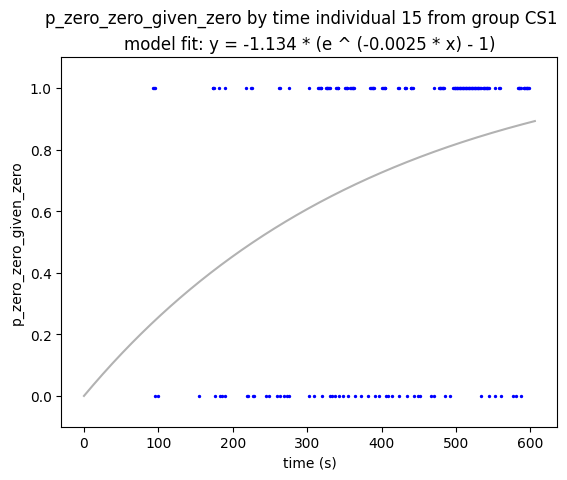 p_zero_zero_given_zero by time individual 15 from group CS1
model fit: y = -1.134 * (e ^ (-0.0025 * x) - 1)
1.0
0.8
0.6
0.4
0.2
0.0
p_zero_zero_given_zero
0 100 200 300 400 500 600
time (s)